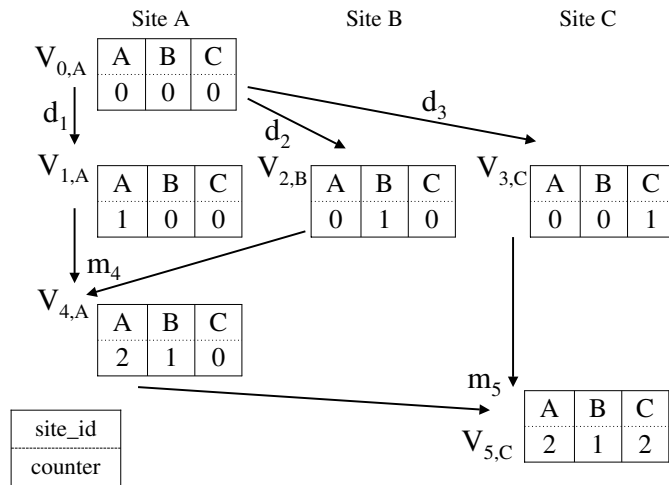 Site A Site B Site C
V0,A A B C
0 0 0
d1 d2 d3
V1,A A B C V2,B A B C V3,C A B C
1 0 0 0 1 0 0 0 1
m4
V4,A A B C
2 1 0
m5
site_id A B C
counter V5,C 2 1 2